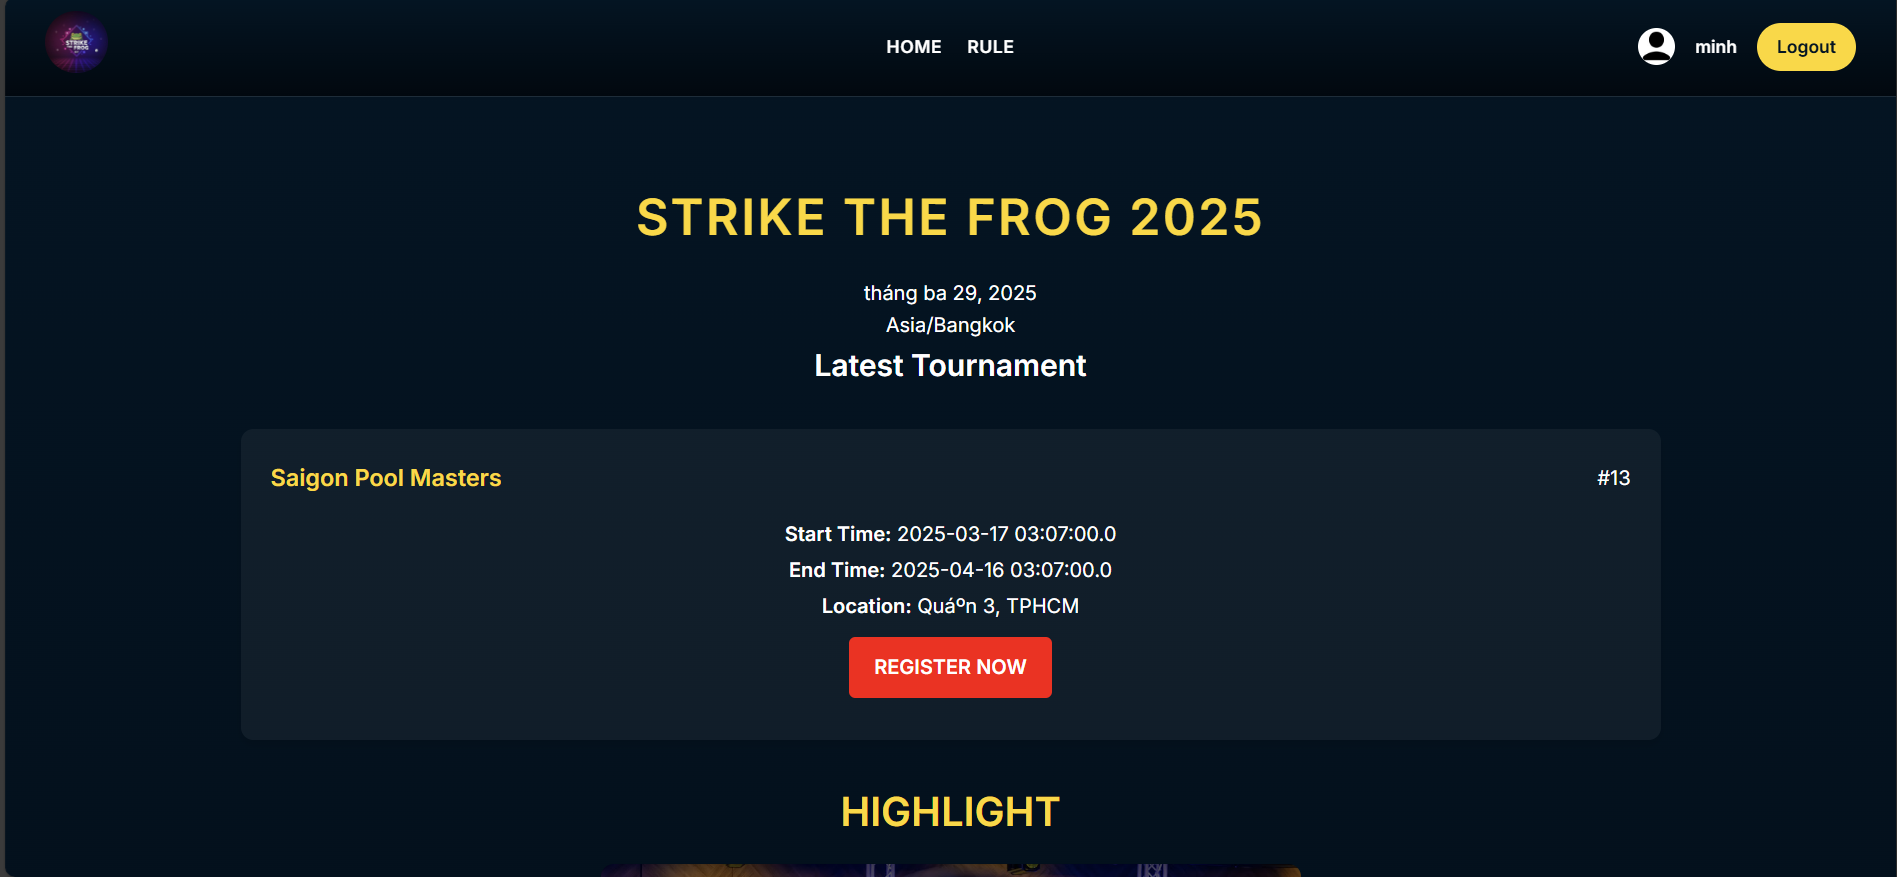 STRIKE THE FROG
HOME RULE
minh
Logout
STRIKE THE FROG 2025
tháng ba 29, 2025
Asia/Bangkok
Latest Tournament
Saigon Pool Masters
#13
Start Time: 2025-03-17 03:07:00.0
End Time: 2025-04-16 03:07:00.0
Location: Quáºn 3, TPHCM
REGISTER NOW
HIGHLIGHT